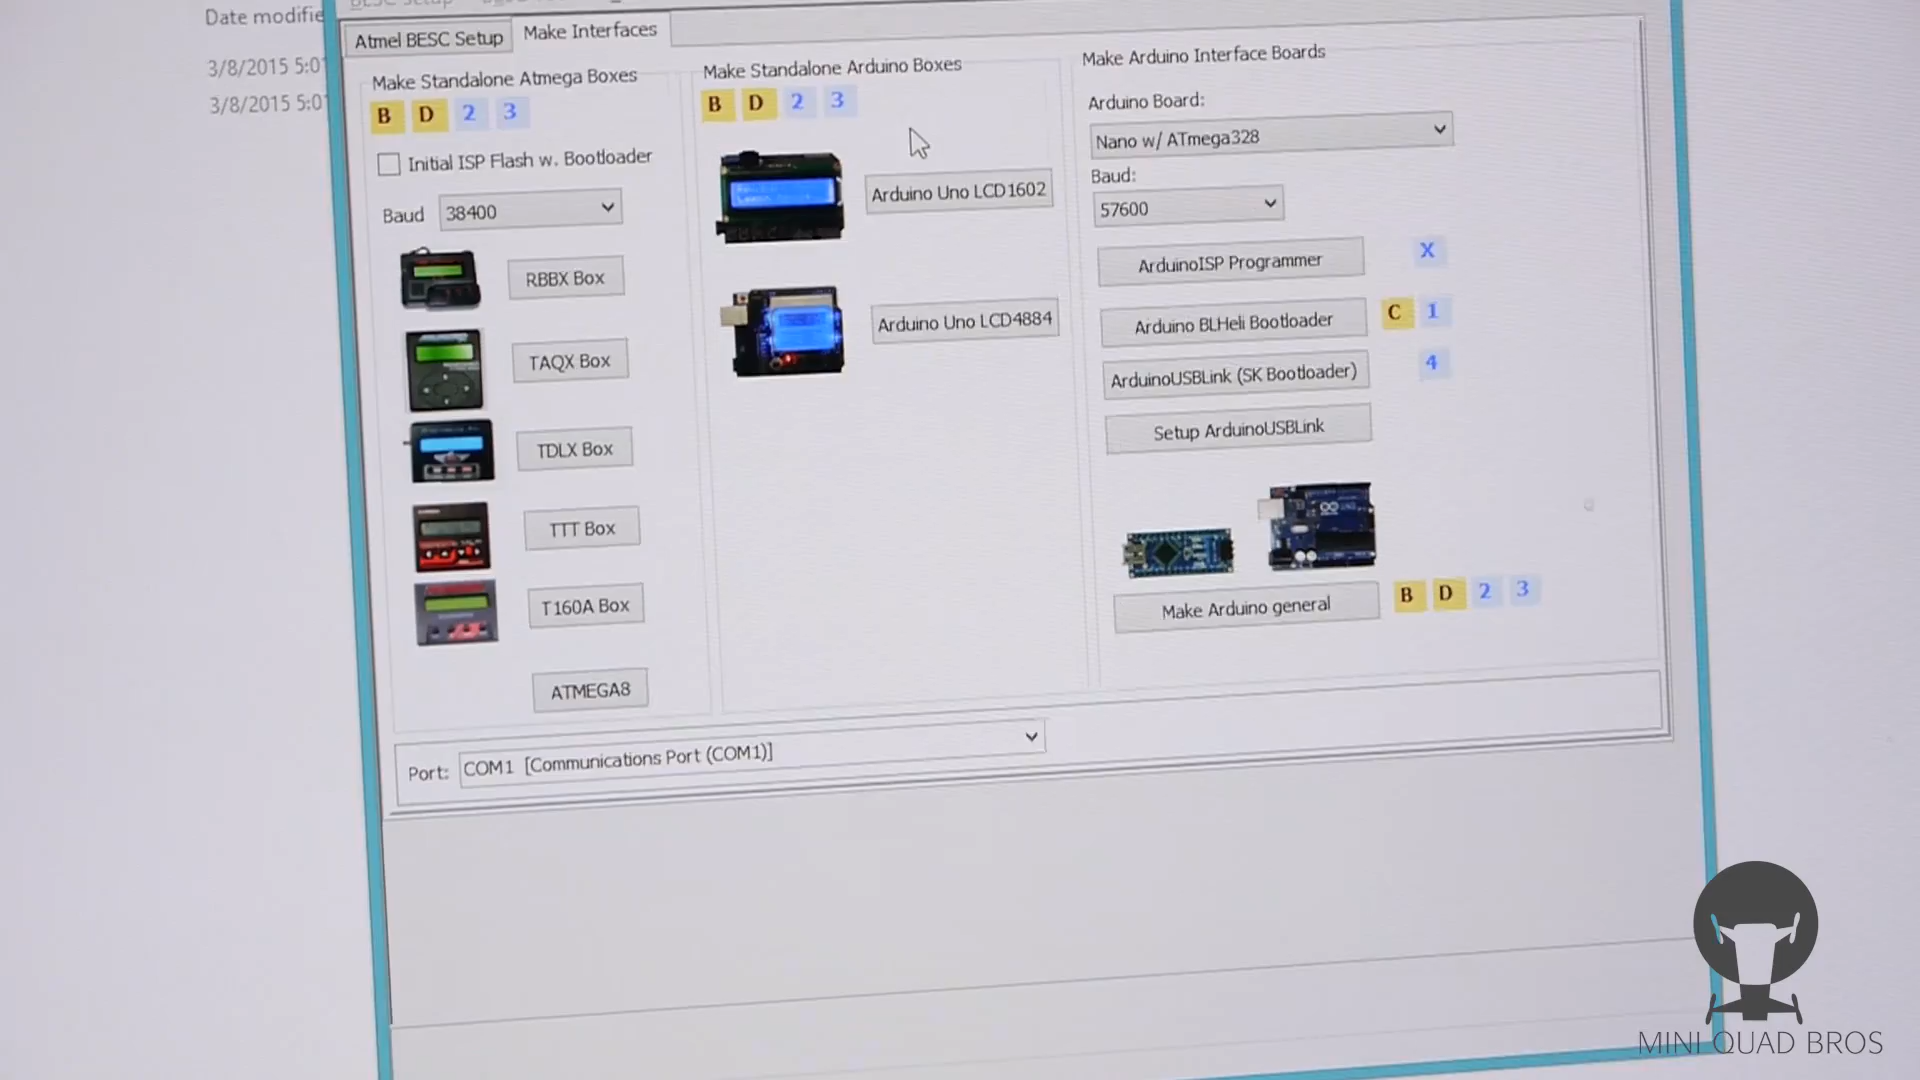 Date modifie
3/8/2015 5:01
3/8/2015 5:01
Atmel BESC Setup
Make Interfaces
Make Standalone Atmega Boxes
B D 2 3
Initial ISP Flash w. Bootloader
Baud 38400
RBBX Box
TAQX Box
TDLX Box
TTT Box
T160A Box
ATMEGA8
Make Standalone Arduino Boxes
B D 2 3
Arduino Uno LCD1602
Arduino Uno LCD4884
Make Arduino Interface Boards
Arduino Board:
Nano w/ ATmega328
Baud:
57600
ArduinoISP Programmer X
Arduino BLHeli Bootloader C 1
ArduinoUSBLink (SK Bootloader) 4
Setup ArduinoUSBLink
Make Arduino general B D 2 3
Port: COM1 [Communications Port (COM1)]
MINI QUAD BROS